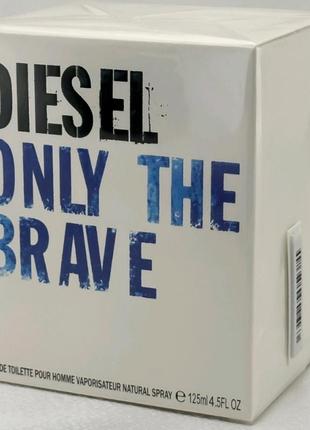 DIESEL
ONLY THE
BRAVE
DE TOILETTE POUR HOMME VAPORISATEUR NATURAL SPRAY ℮ 125ml 4.5FL OZ